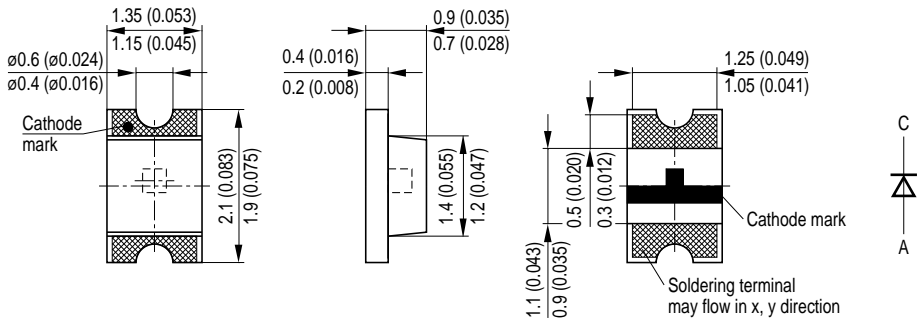 1.35 (0.053)
1.15 (0.045)
ø0.6 (ø0.024)
ø0.4 (ø0.016)
Cathode
mark
2.1 (0.083)
1.9 (0.075)
0.9 (0.035)
0.7 (0.028)
0.4 (0.016)
0.2 (0.008)
1.4 (0.055)
1.2 (0.047)
1.25 (0.049)
1.05 (0.041)
0.5 (0.020)
0.3 (0.012)
1.1 (0.043)
0.9 (0.035)
Cathode mark
Soldering terminal
may flow in x, y direction
C
A